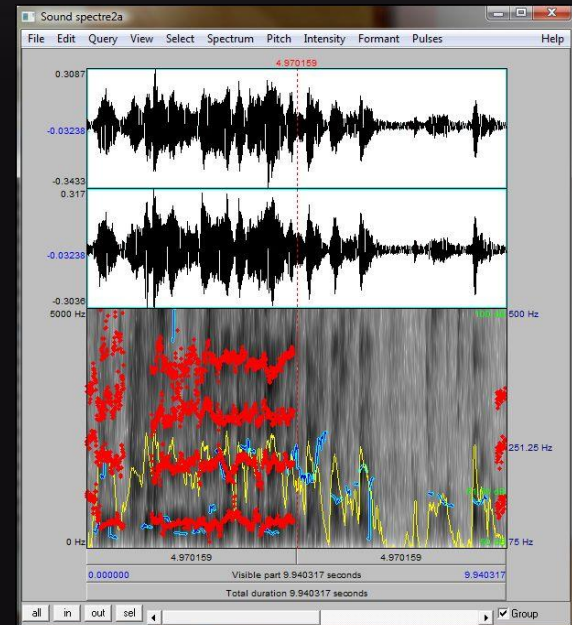 Sound spectre2a
File Edit Query View Select Spectrum Pitch Intensity Formant Pulses Help
4.970159
0.3087
-0.03238
-0.3433
0.317
-0.03238
-0.3036
5000 Hz 500 Hz
251.25 Hz
0 Hz 75 Hz
4.970159 4.970159
0.000000 Visible part 9.940317 seconds 9.940317
Total duration 9.940317 seconds
all in out sel Group